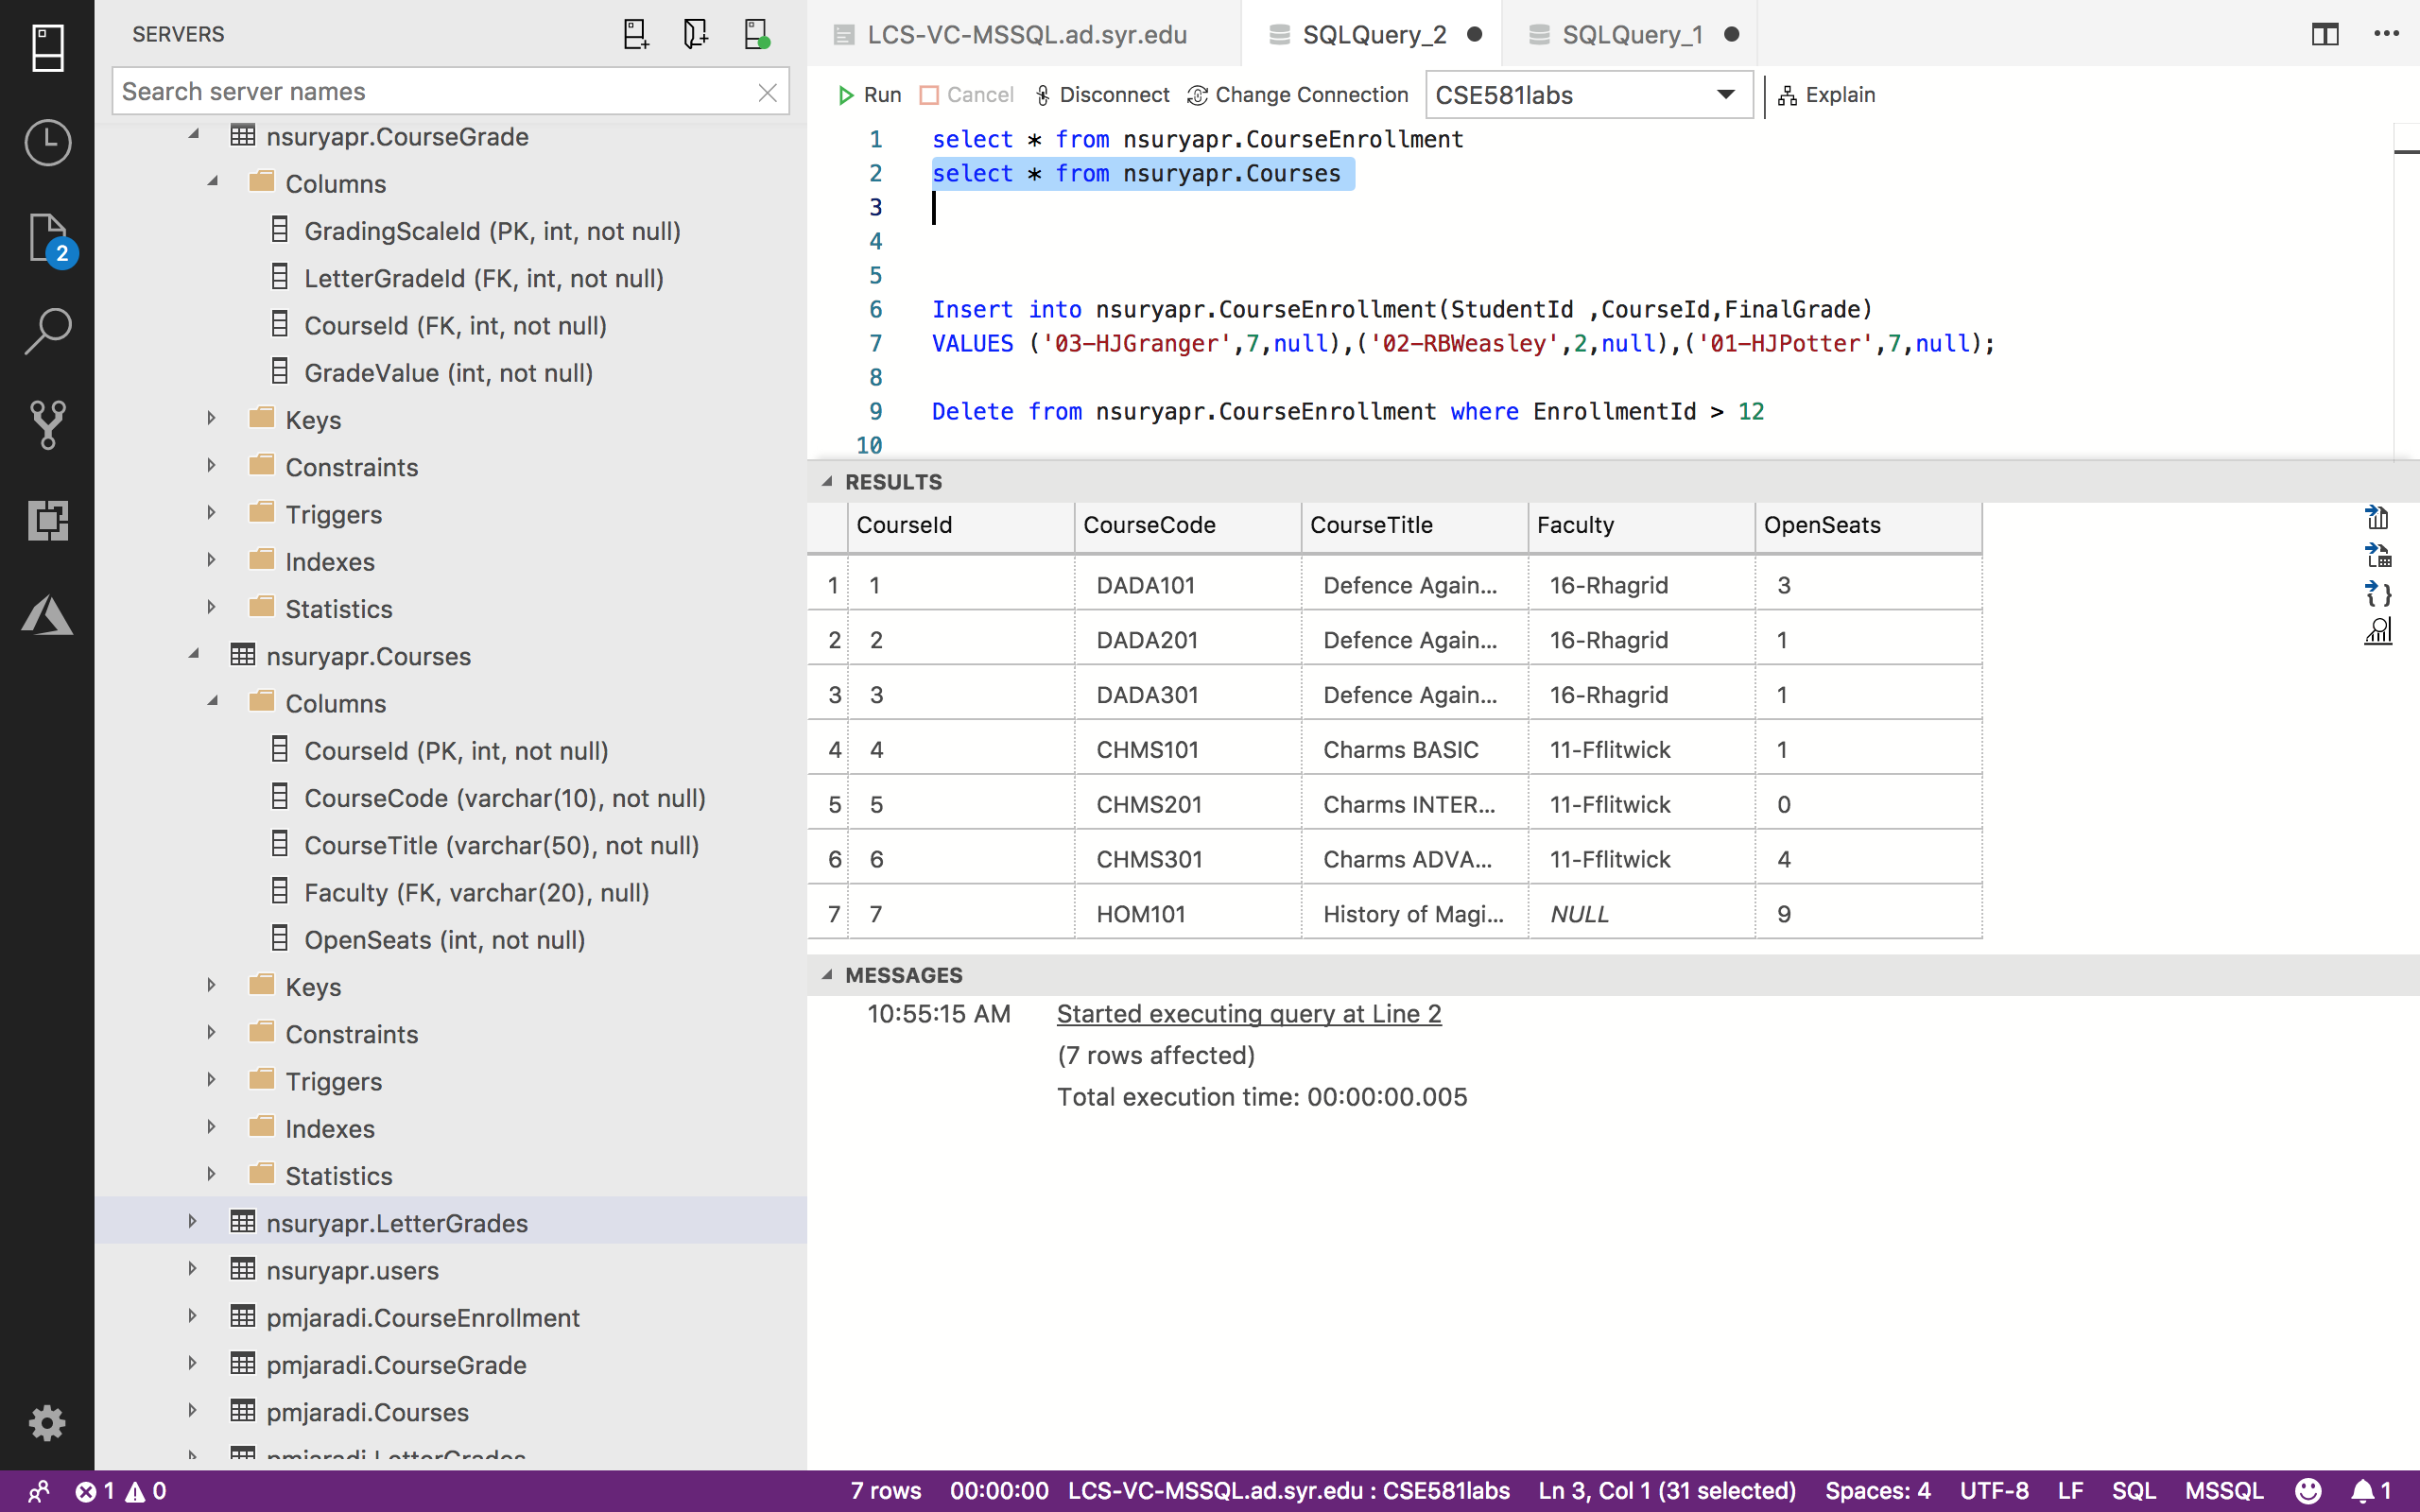 SERVERS
Search server names
2
nsuryapr.CourseGrade
Columns
GradingScaleId (PK, int, not null)
LetterGradeId (FK, int, not null)
CourseId (FK, int, not null)
GradeValue (int, not null)
Keys
Constraints
Triggers
Indexes
Statistics
nsuryapr.Courses
Columns
CourseId (PK, int, not null)
CourseCode (varchar(10), not null)
CourseTitle (varchar(50), not null)
Faculty (FK, varchar(20), null)
OpenSeats (int, not null)
Keys
Constraints
Triggers
Indexes
Statistics
nsuryapr.LetterGrades
nsuryapr.users
pmjaradi.CourseEnrollment
pmjaradi.CourseGrade
pmjaradi.Courses
pmjaradi.LetterGrades
LCS-VC-MSSQL.ad.syr.edu SQLQuery_2 SQLQuery_1
Run Cancel Disconnect Change Connection CSE581labs Explain
1 select * from nsuryapr.CourseEnrollment
2 select * from nsuryapr.Courses
3
4
5
6 Insert into nsuryapr.CourseEnrollment(StudentId ,CourseId,FinalGrade)
7 VALUES ('03-HJGranger',7,null),('02-RBWeasley',2,null),('01-HJPotter',7,null);
8
9 Delete from nsuryapr.CourseEnrollment where EnrollmentId > 12
10
RESULTS
CourseId CourseCode CourseTitle Faculty OpenSeats
1 1 DADA101 Defence Again... 16-Rhagrid 3
2 2 DADA201 Defence Again... 16-Rhagrid 1
3 3 DADA301 Defence Again... 16-Rhagrid 1
4 4 CHMS101 Charms BASIC 11-Fflitwick 1
5 5 CHMS201 Charms INTER... 11-Fflitwick 0
6 6 CHMS301 Charms ADVA... 11-Fflitwick 4
7 7 HOM101 History of Magi... NULL 9
MESSAGES
10:55:15 AM Started executing query at Line 2
(7 rows affected)
Total execution time: 00:00:00.005
1 0 7 rows 00:00:00 LCS-VC-MSSQL.ad.syr.edu : CSE581labs Ln 3, Col 1 (31 selected) Spaces: 4 UTF-8 LF SQL MSSQL 1